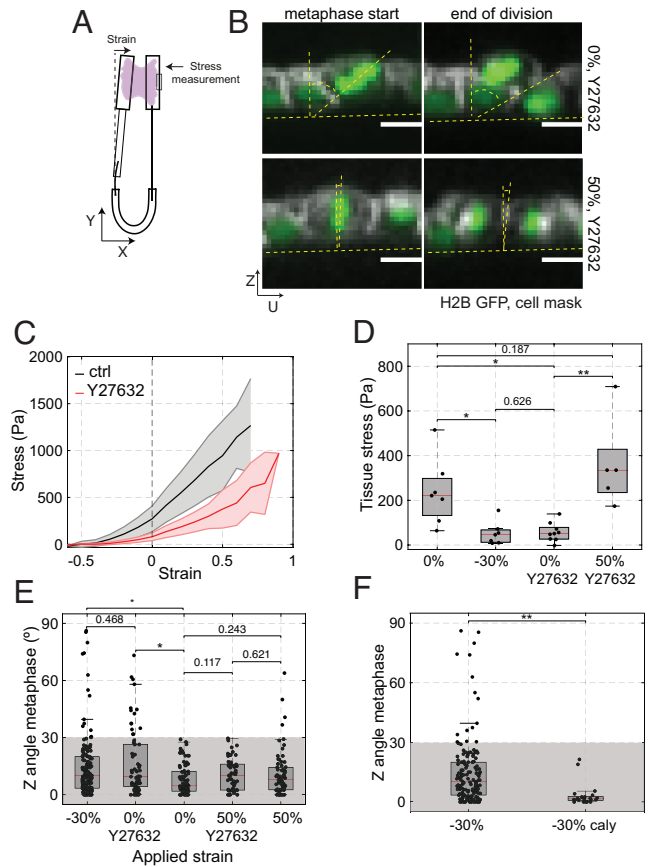 A
Strain
Stress
measurement
Y
X
B
metaphase start
end of division
0%, Y27632
50%, Y27632
Z
U
H2B GFP, cell mask
C
2000
1500
1000
500
0
Stress (Pa)
ctrl
Y27632
-0.5
0
0.5
1
Strain
D
800
600
400
200
0
Tissue stress (Pa)
0.187
*
**
*
0.626
0%
-30%
0%
Y27632
50%
Y27632
E
90
60
30
0
Z angle metaphase (º)
*
0.468
0.243
*
0.117
0.621
-30%
0%
Y27632
0%
50%
Y27632
50%
Applied strain
F
90
60
30
0
Z angle metaphase
**
-30%
-30% caly